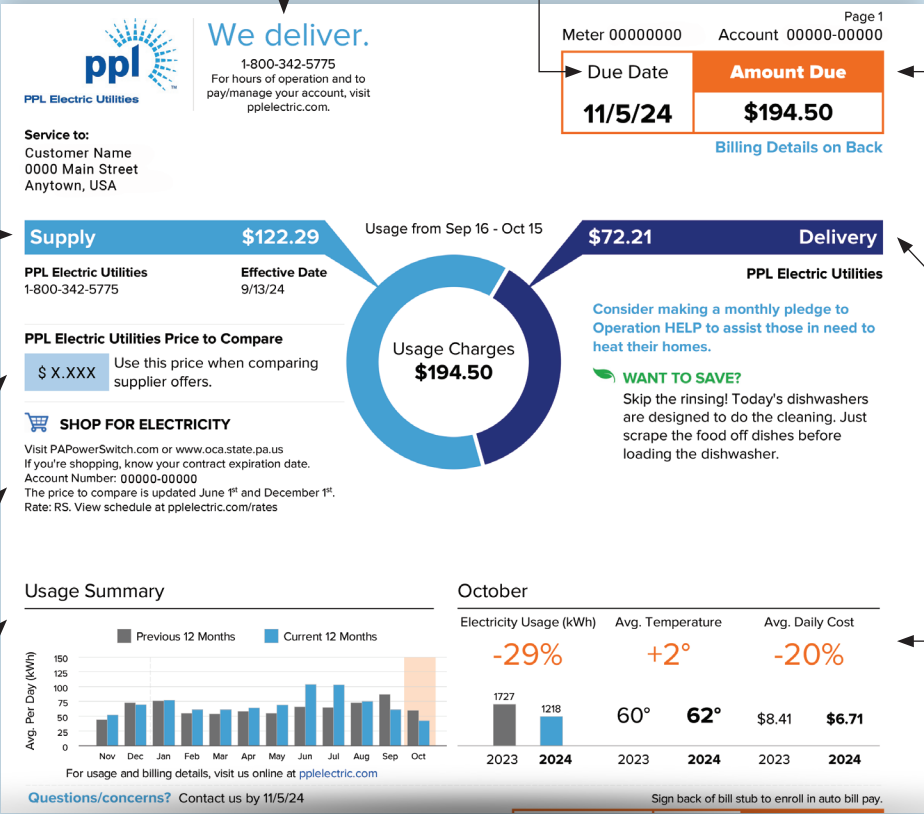 Page 1
Meter 00000000 Account 00000-00000
ppl
TM
PPL Electric Utilities
We deliver.
1-800-342-5775
For hours of operation and to
pay/manage your account, visit
pplelectric.com.
Due Date
11/5/24
Amount Due
$194.50
Billing Details on Back
Service to:
Customer Name
0000 Main Street
Anytown, USA
Supply $122.29
Usage from Sep 16 - Oct 15
$72.21 Delivery
PPL Electric Utilities
1-800-342-5775
Effective Date
9/13/24
PPL Electric Utilities Price to Compare
$ X.XXX
Use this price when comparing
supplier offers.
SHOP FOR ELECTRICITY
Visit PAPowerSwitch.com or www.oca.state.pa.us
If you're shopping, know your contract expiration date.
Account Number: 00000-00000
The price to compare is updated June 1st and December 1st.
Rate: RS. View schedule at pplelectric.com/rates
Usage Charges
$194.50
PPL Electric Utilities
Consider making a monthly pledge to
Operation HELP to assist those in need to
heat their homes.
WANT TO SAVE?
Skip the rinsing! Today's dishwashers
are designed to do the cleaning. Just
scrape the food off dishes before
loading the dishwasher.
Usage Summary
Previous 12 Months Current 12 Months
Avg. Per Day (kWh)
150
125
100
75
50
25
0
Nov Dec Jan Feb Mar Apr May Jun Jul Aug Sep Oct
For usage and billing details, visit us online at pplelectric.com
October
Electricity Usage (kWh) Avg. Temperature Avg. Daily Cost
-29% +2° -20%
1727 1218
60° 62°
$8.41 $6.71
2023 2024 2023 2024 2023 2024
Questions/concerns? Contact us by 11/5/24
Sign back of bill stub to enroll in auto bill pay.